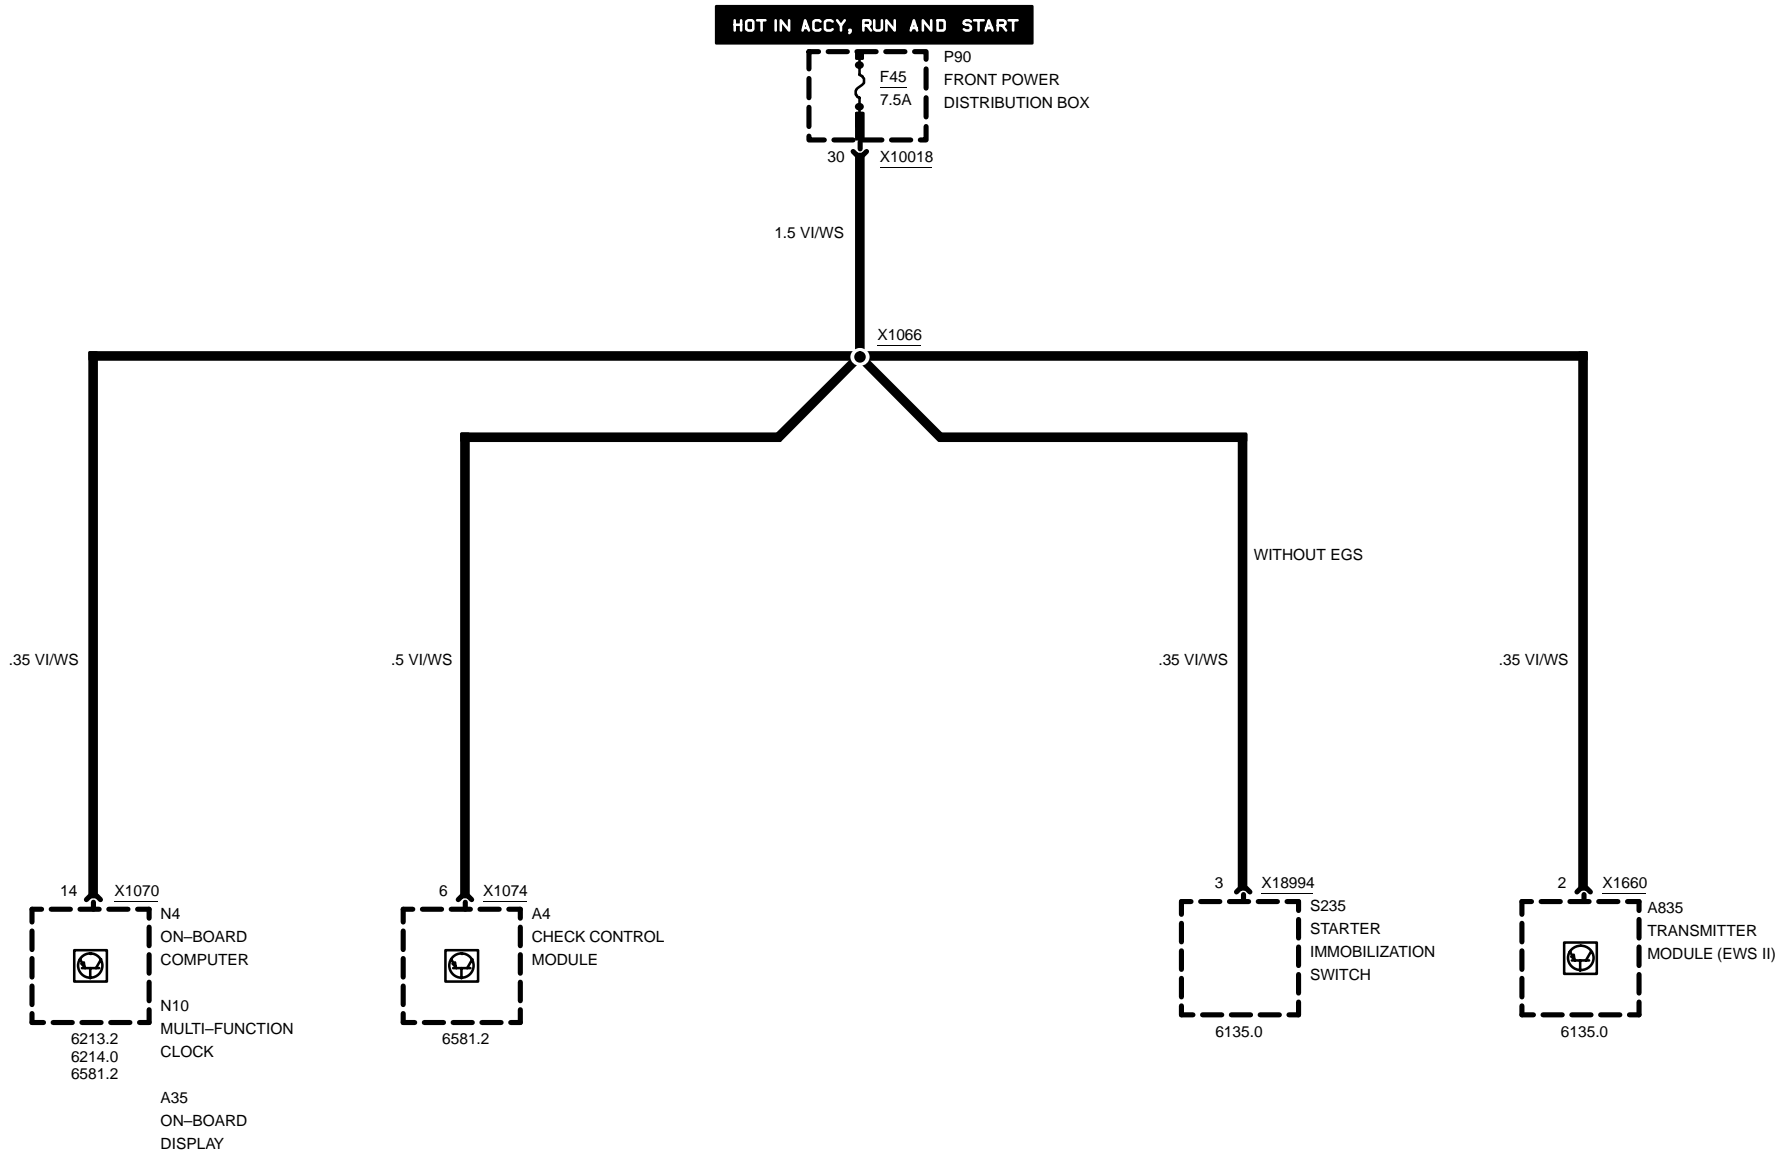 HOT IN ACCY, RUN AND START
P90
FRONT POWER
DISTRIBUTION BOX
F45
7.5A
30
X10018
1.5 VI/WS
X1066
WITHOUT EGS
.35 VI/WS
.5 VI/WS
.35 VI/WS
.35 VI/WS
14
X1070
N4
ON–BOARD
COMPUTER
N10
MULTI–FUNCTION
CLOCK
A35
ON–BOARD
DISPLAY
6213.2
6214.0
6581.2
6
X1074
A4
CHECK CONTROL
MODULE
6581.2
3
X18994
S235
STARTER
IMMOBILIZATION
SWITCH
6135.0
2
X1660
A835
TRANSMITTER
MODULE (EWS II)
6135.0